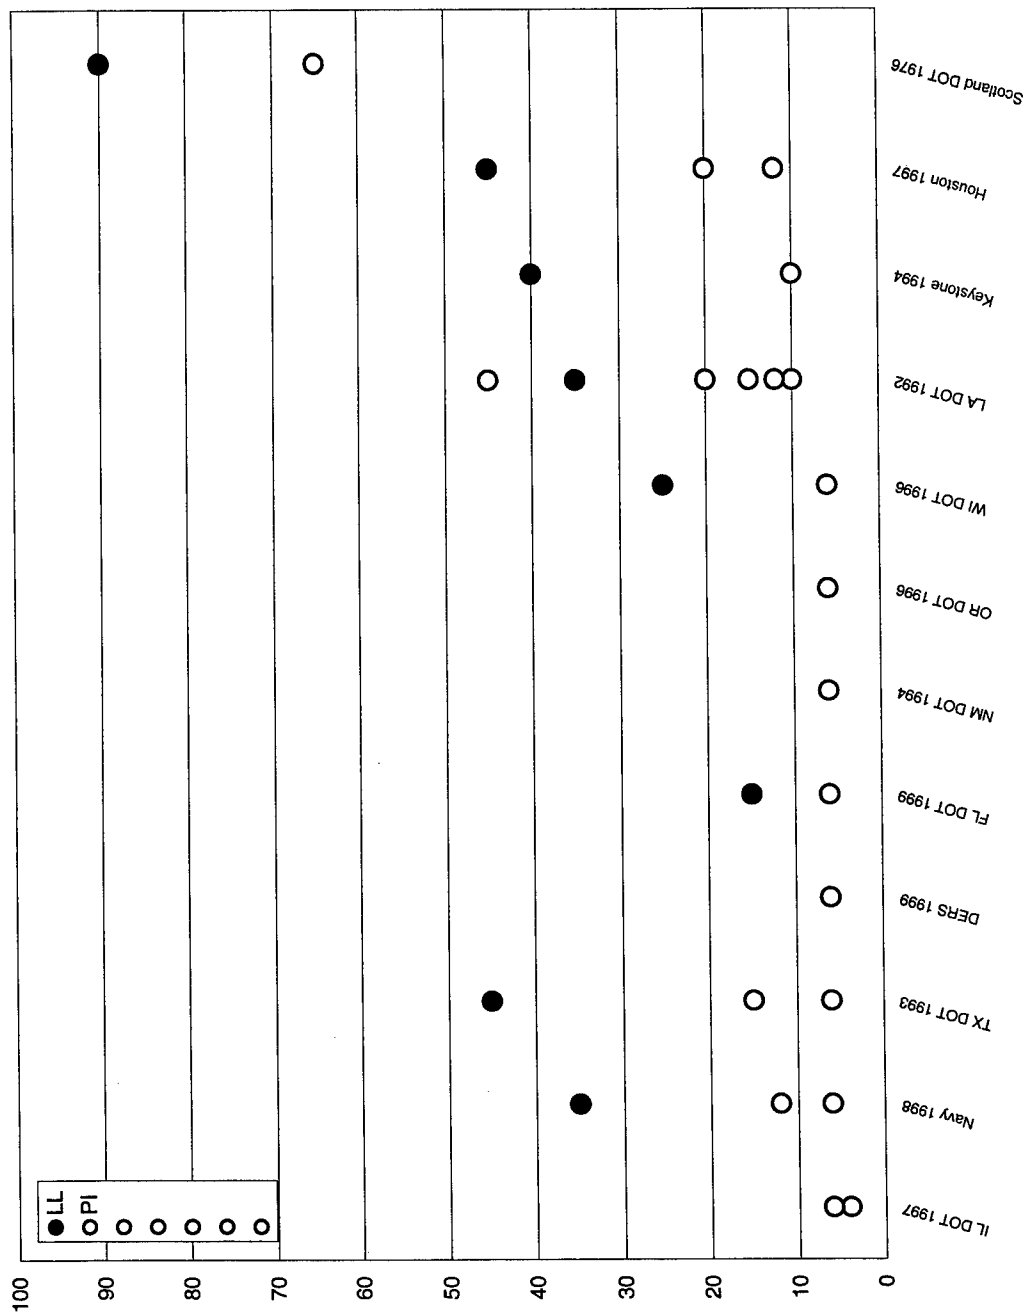 LL
PI
100
90
80
70
60
50
40
30
20
10
0
IL DOT 1997
Navy 1998
TX DOT 1993
DERS 1999
FL DOT 1999
NM DOT 1994
OR DOT 1996
WI DOT 1996
LA DOT 1992
Keystone 1994
Houston 1997
Scotland DOT 1976